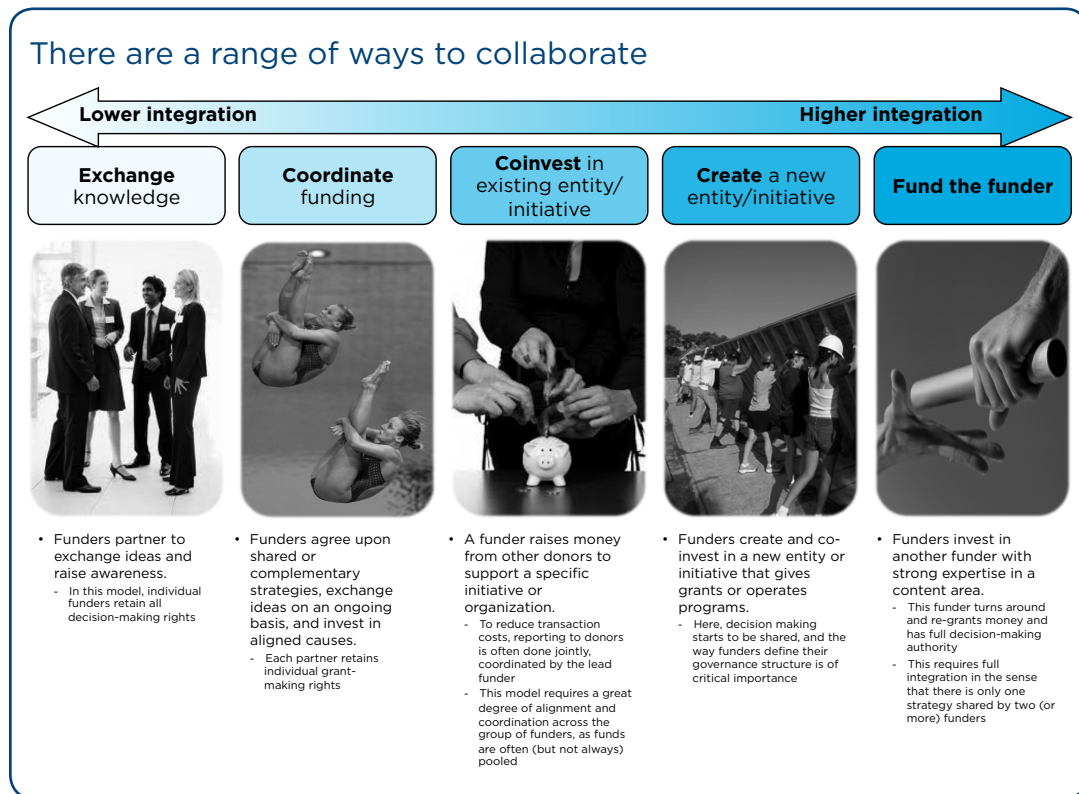 There are a range of ways to collaborate
Lower integration
Higher integration
Exchange
knowledge
Coordinate
funding
Coinvest in
existing entity/
initiative
Create a new
entity/initiative
Fund the funder
• Funders partner to
exchange ideas and
raise awareness.
- In this model, individual
funders retain all
decision-making rights
• Funders agree upon
shared or
complementary
strategies, exchange
ideas on an ongoing
basis, and invest in
aligned causes.
- Each partner retains
individual grant-
making rights
• A funder raises money
from other donors to
support a specific
initiative or
organization.
- To reduce transaction
costs, reporting to donors
is often done jointly,
coordinated by the lead
funder
- This model requires a great
degree of alignment and
coordination across the
group of funders, as funds
are often (but not always)
pooled
• Funders create and co-
invest in a new entity or
initiative that gives
grants or operates
programs.
- Here, decision making
starts to be shared, and the
way funders define their
governance structure is of
critical importance
• Funders invest in
another funder with
strong expertise in a
content area.
- This funder turns around
and re-grants money and
has full decision-making
authority
- This requires full
integration in the sense
that there is only one
strategy shared by two (or
more) funders